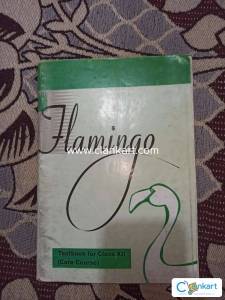 Flamingo
www.clankart.com
Textbook for Class XII
(Core Course)
Clankart